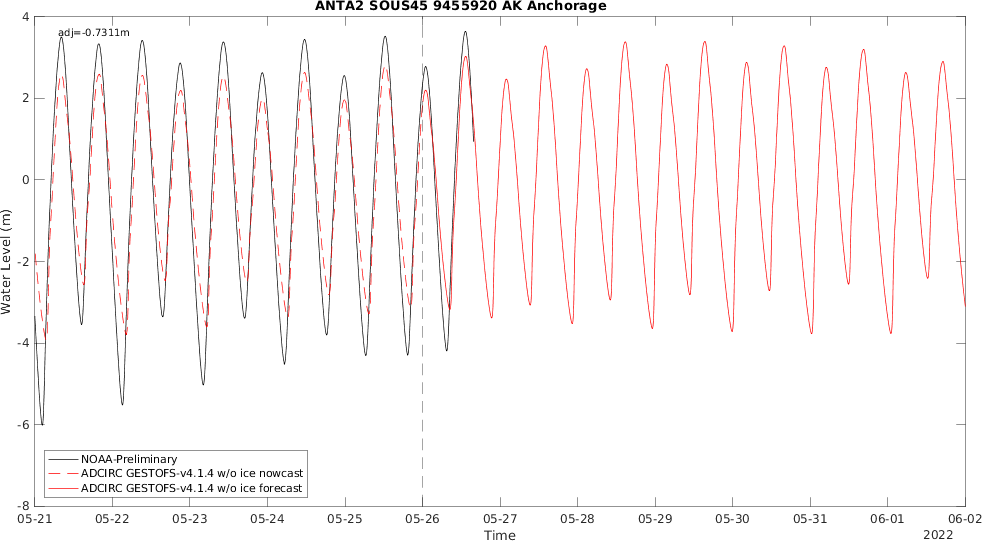 ANTA2 SOUS45 9455920 AK Anchorage
adj=-0.7311m
4
2
0
-2
-4
-6
-8
Water Level (m)
NOAA-Preliminary
ADCIRC GESTOFS-v4.1.4 w/o ice nowcast
ADCIRC GESTOFS-v4.1.4 w/o ice forecast
05-21 05-22 05-23 05-24 05-25 05-26 05-27 05-28 05-29 05-30 05-31 06-01 06-02
Time
2022